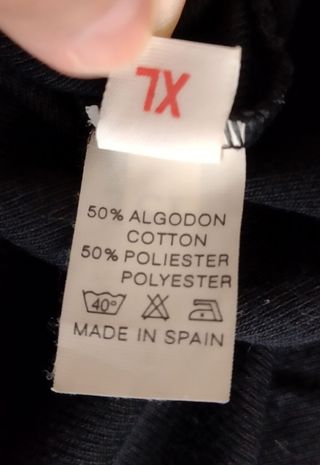 XL
50% ALGODON
COTTON
50% POLIESTER
POLYESTER
40°
MADE IN SPAIN